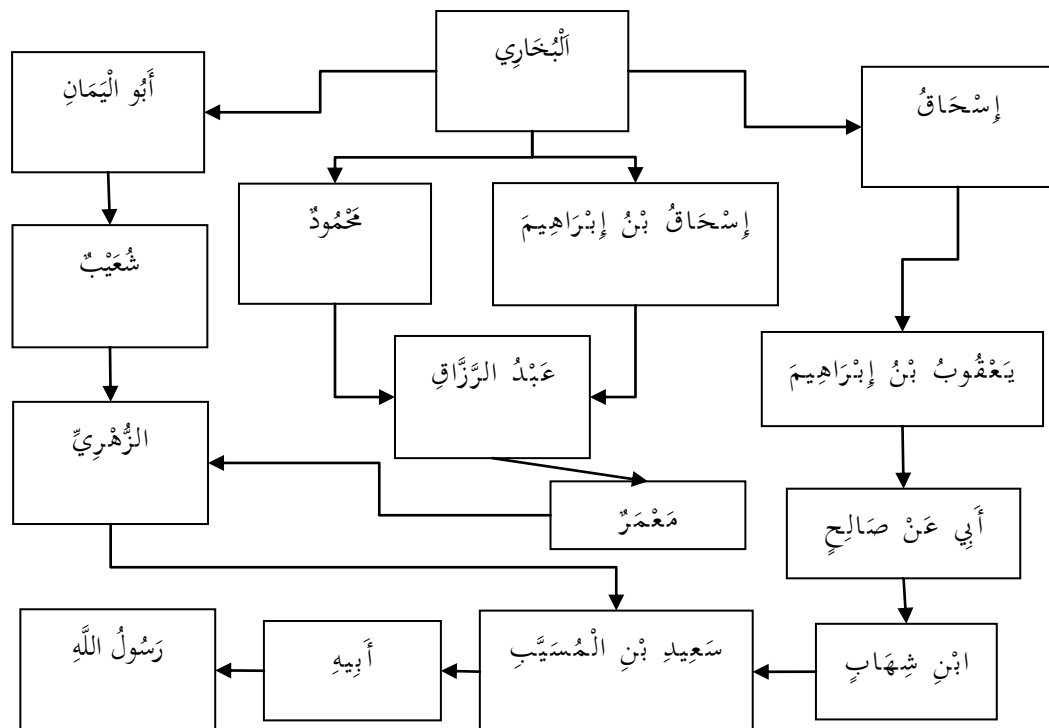 اَلْبُخَارِي
إِسْحَاقُ
أَبُو الْيَمَانِ
إِسْحَاقُ بْنُ إِبْرَاهِيمَ
مَحْمُودٌ
شُعَيْبٌ
يَعْقُوبُ بْنُ إِبْرَاهِيمَ
عَبْدُ الرَّزَّاقِ
الزُّهْرِيِّ
أَبِي عَنْ صَالِحٍ
مَعْمَرٌ
ابْنِ شِهَابٍ
سَعِيدِ بْنِ الْمُسَيَّبِ
أَبِيهِ
رَسُولُ اللَّهِ